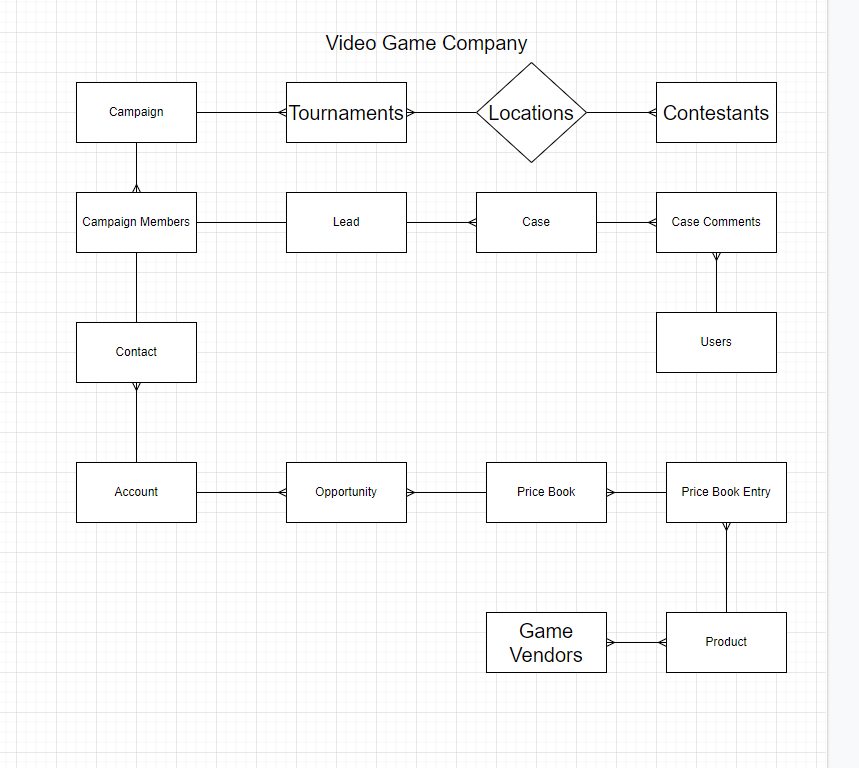 Video Game Company
Campaign
Tournaments
Locations
Contestants
Campaign Members
Lead
Case
Case Comments
Contact
Users
Account
Opportunity
Price Book
Price Book Entry
Game
Vendors
Product